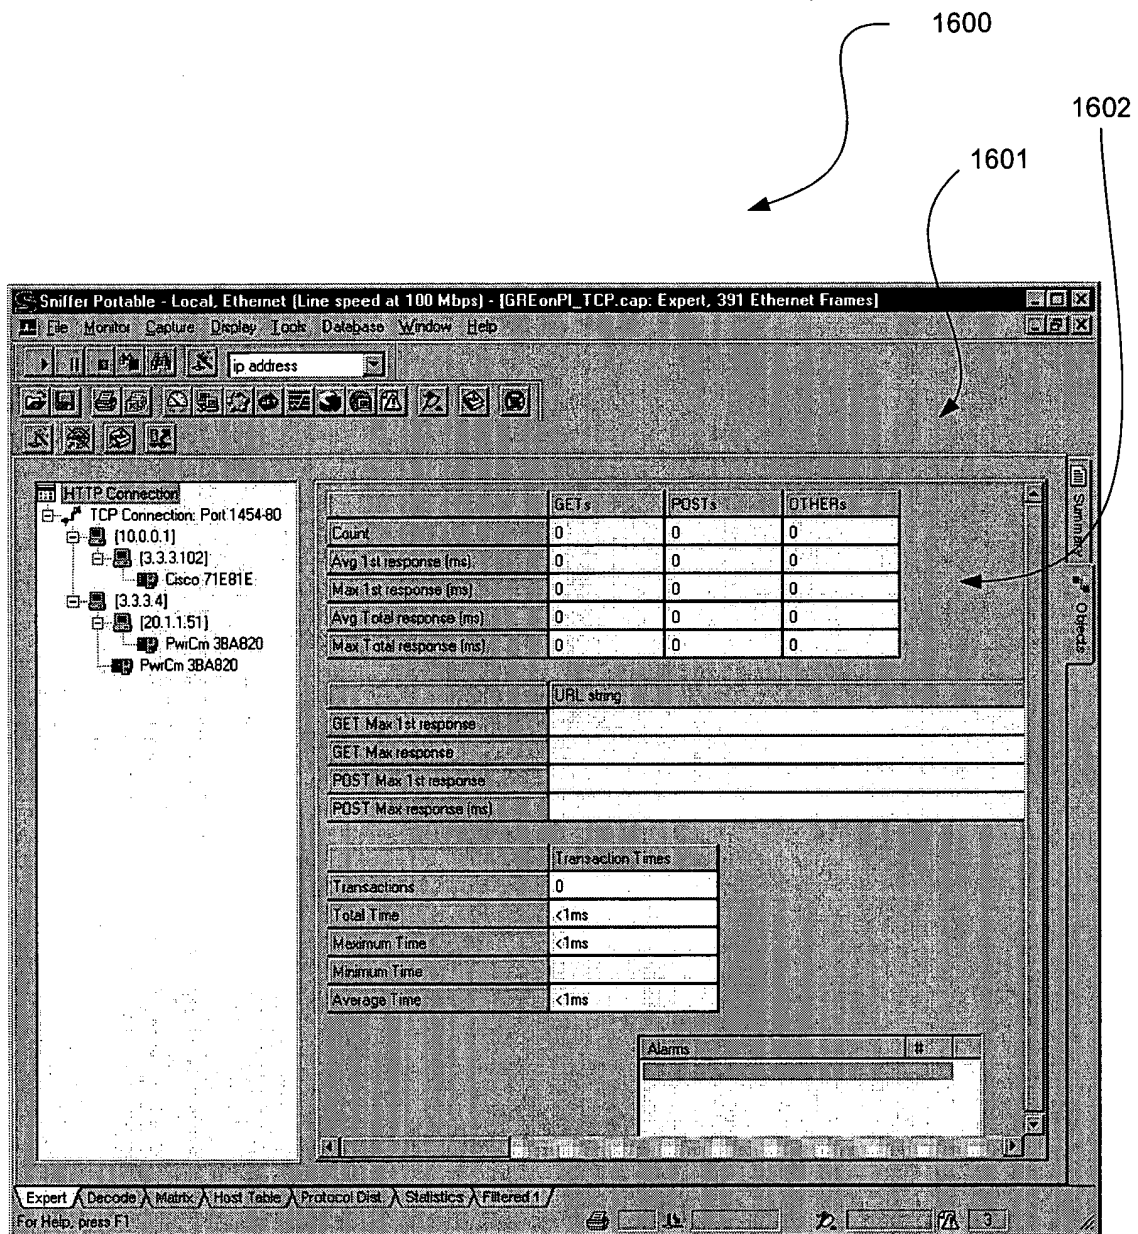 1600
1602
1601
Sniffer Portable - Local, Ethernet (Line speed at 100 Mbps) - [GREonPI_TCP.cap: Expert, 391 Ethernet Frames]
File Monitor Capture Display Tools Database Window Help
ip address
HTTP Connection
TCP Connection: Port 1454-80
[10.0.0.1]
[3.3.3.102]
Cisco 71E81E
[3.3.3.4]
[20.1.1.51]
PwrCm 3BA820
PwrCm 3BA820
GETs POSTs OTHERs
Count 0 0 0
Avg 1st response (ms) 0 0 0
Max 1st response (ms) 0 0 0
Avg Total response (ms) 0 0 0
Max Total response (ms) 0 0 0
URL string
GET Max 1st response
GET Max response
POST Max 1st response
POST Max response (ms)
Transaction Times
Transactions 0
Total Time <1ms
Maximum Time <1ms
Minimum Time
Average Time <1ms
Alarms #
Summary
Objects
Expert Decode Matrix Host Table Protocol Dist. Statistics Filtered 1
For Help, press F1
3